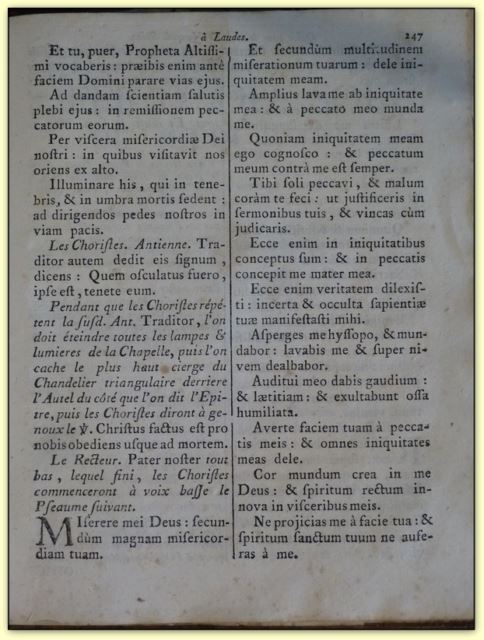 à Laudes. 247
Et tu, puer, Propheta Altiſſi-
mi vocaberis : præibis enim antè
faciem Domini parare vias ejus.
Ad dandam ſcientiam ſalutis
plebi ejus : in remiſſionem pec-
catorum eorum.
Per viſcera miſericordiæ Dei
noſtri : in quibus viſitavit nos
oriens ex alto.
Illuminare his , qui in tene-
bris, & in umbra mortis ſedent :
ad dirigendos pedes noſtros in
viam pacis.
Les Choriſtes. Antienne. Tra-
ditor autem dedit eis ſignum ,
dicens : Quem oſculatus fuero ,
ipſe eſt , tenete eum.
Pendant que les Choriſtes répé-
tent la ſuſd. Ant. Traditor, l'on
doit éteindre toutes les lampes &
lumieres de la Chapelle, puis l'on
cache le plus haut cierge du
Chandelier triangulaire derriere
l'Autel du côté que l'on dit l'Epi-
tre, puis les Choriſtes diront à ge-
noux le ℣. Chriſtus factus eſt pro
nobis obediens uſque ad mortem.
Le Recteur. Pater noſter tout
bas , lequel fini , les Choriſtes
commenceront à voix baſſe le
Pſeaume ſuivant.
MIſerere mei Deus : ſecun-
dùm magnam miſericor-
diam tuam.
Et ſecundùm multitudinem
miſerationum tuarum : dele ini-
quitatem meam.
Amplius lava me ab iniquitate
mea : & à peccato meo munda
me.
Quoniam iniquitatem meam
ego cognoſco : & peccatum
meum contrà me eſt ſemper.
Tibi ſoli peccavi , & malum
coràm te feci : ut juſtificeris in
ſermonibus tuis , & vincas cùm
judicaris.
Ecce enim in iniquitatibus
conceptus ſum : & in peccatis
concepit me mater mea.
Ecce enim veritatem dilexiſ-
ti : incerta & occulta ſapientiæ
tuæ manifeſtaſti mihi.
Aſperges me hyſſopo, & mun-
dabor : lavabis me & ſuper ni-
vem dealbabor.
Auditui meo dabis gaudium :
& lætitiam : & exultabunt oſſa
humiliata.
Averte faciem tuam à pecca-
tis meis : & omnes iniquitates
meas dele.
Cor mundum crea in me
Deus : & ſpiritum rectum in-
nova in viſceribus meis.
Ne projicias me à facie tua : &
ſpiritum ſanctum tuum ne aufe-
ras à me.